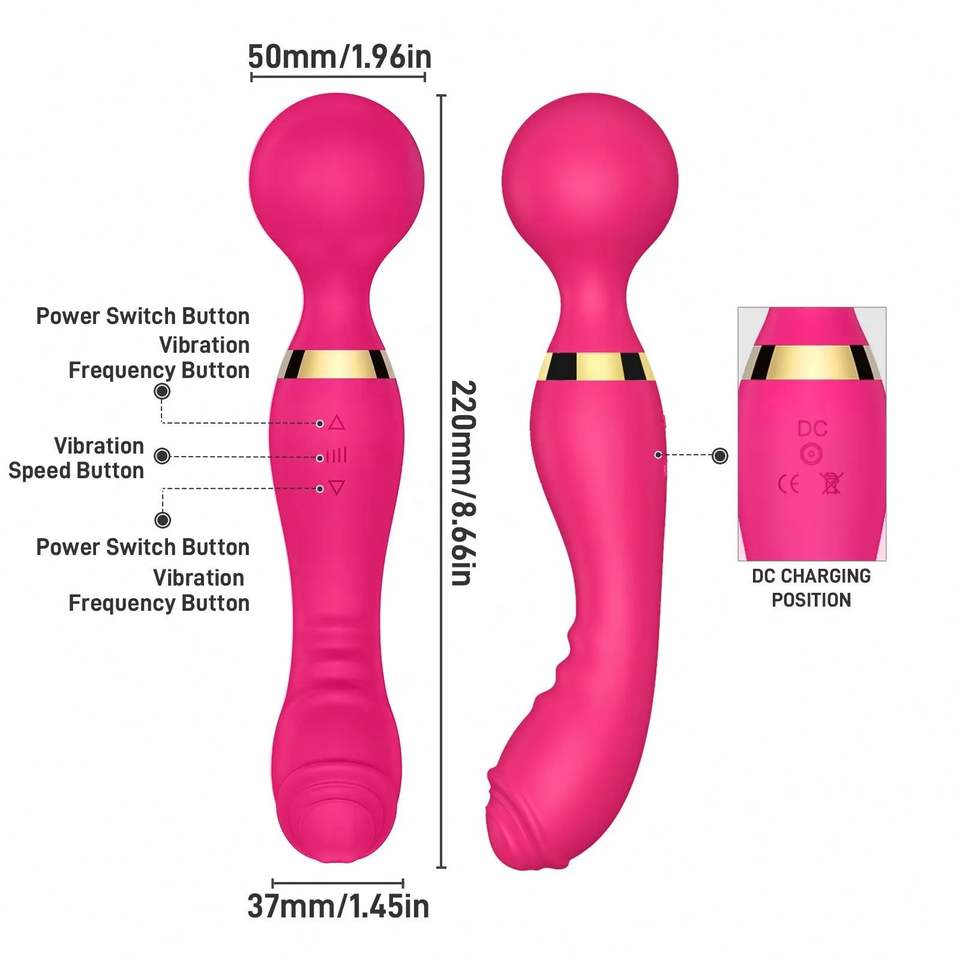 50mm/1.96in
Power Switch Button
Vibration
Frequency Button
Vibration
Speed Button
Power Switch Button
Vibration
Frequency Button
220mm/8.66in
37mm/1.45in
DC
CE
DC CHARGING
POSITION